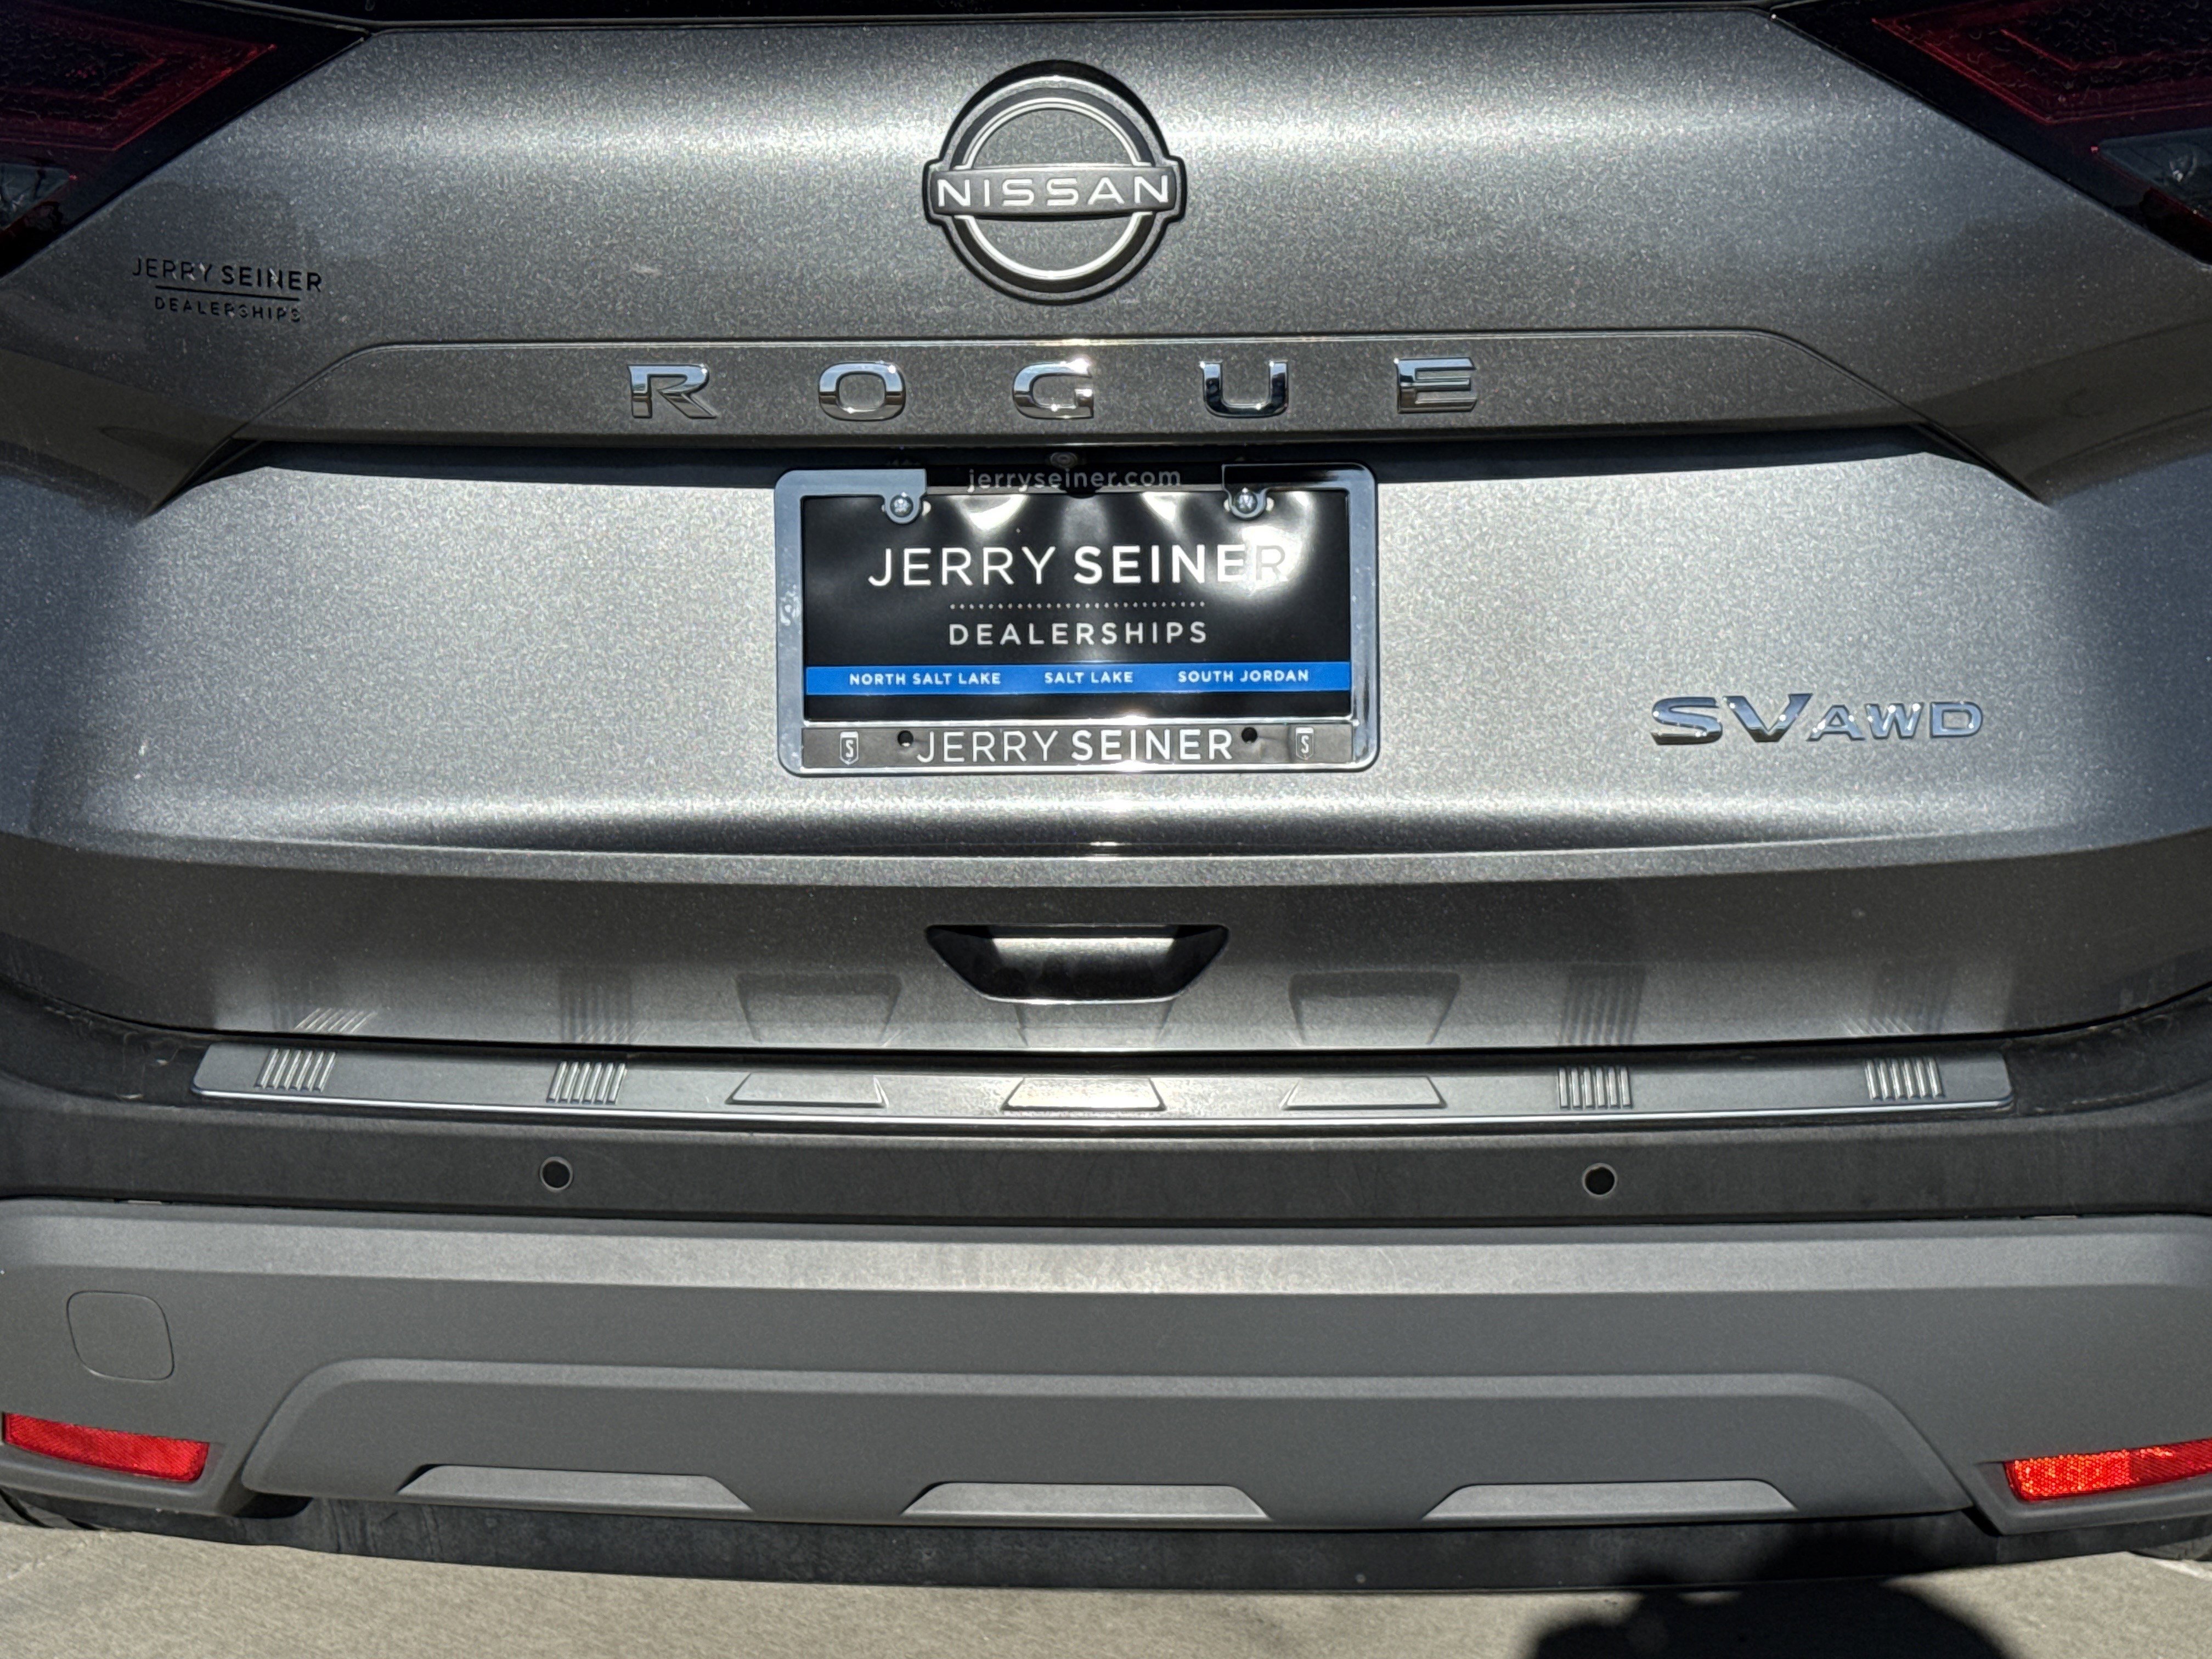 NISSAN
JERRY SEINER
DEALERSHIPS
ROGUE
jerryseiner.com
JERRY SEINER
DEALERSHIPS
NORTH SALT LAKE SALT LAKE SOUTH JORDAN
SV AWD
S JERRY SEINER S